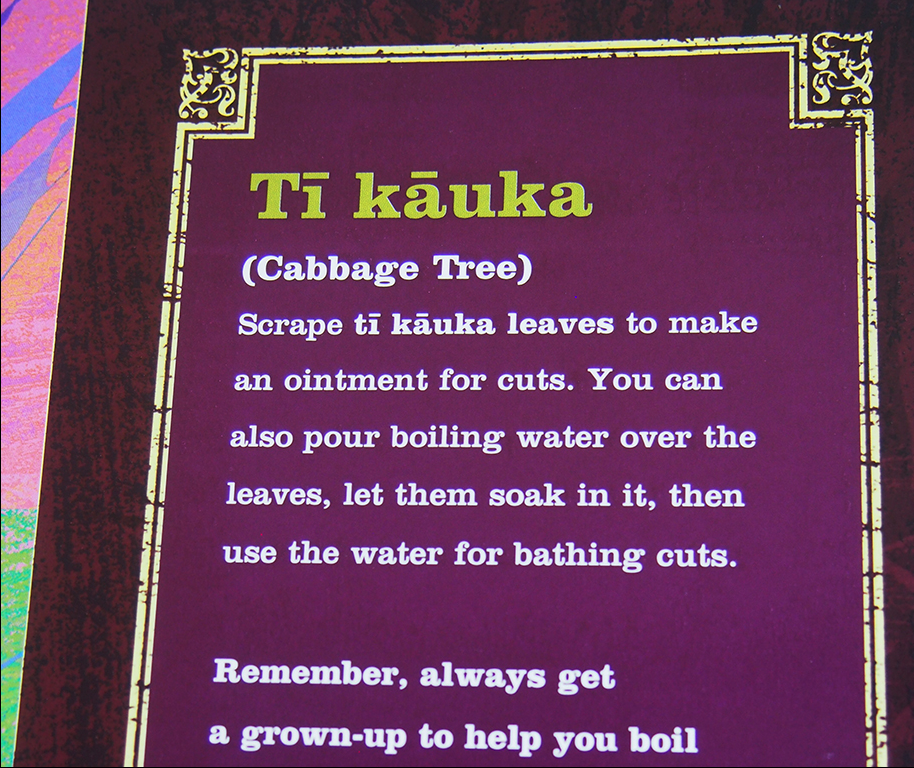 Tī kāuka
(Cabbage Tree)
Scrape tī kāuka leaves to make
an ointment for cuts. You can
also pour boiling water over the
leaves, let them soak in it, then
use the water for bathing cuts.
Remember, always get
a grown-up to help you boil